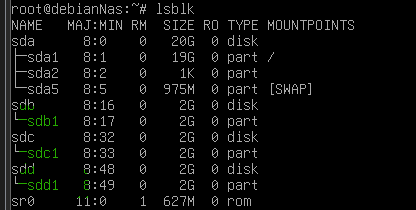 root@debianNas:~# lsblk
NAME   MAJ:MIN RM  SIZE RO TYPE MOUNTPOINTS
sda      8:0    0   20G  0 disk
├─sda1   8:1    0   19G  0 part /
├─sda2   8:2    0    1K  0 part
└─sda5   8:5    0  975M  0 part [SWAP]
sdb      8:16   0    2G  0 disk
└─sdb1   8:17   0    2G  0 part
sdc      8:32   0    2G  0 disk
└─sdc1   8:33   0    2G  0 part
sdd      8:48   0    2G  0 disk
└─sdd1   8:49   0    2G  0 part
sr0     11:0    1  627M  0 rom